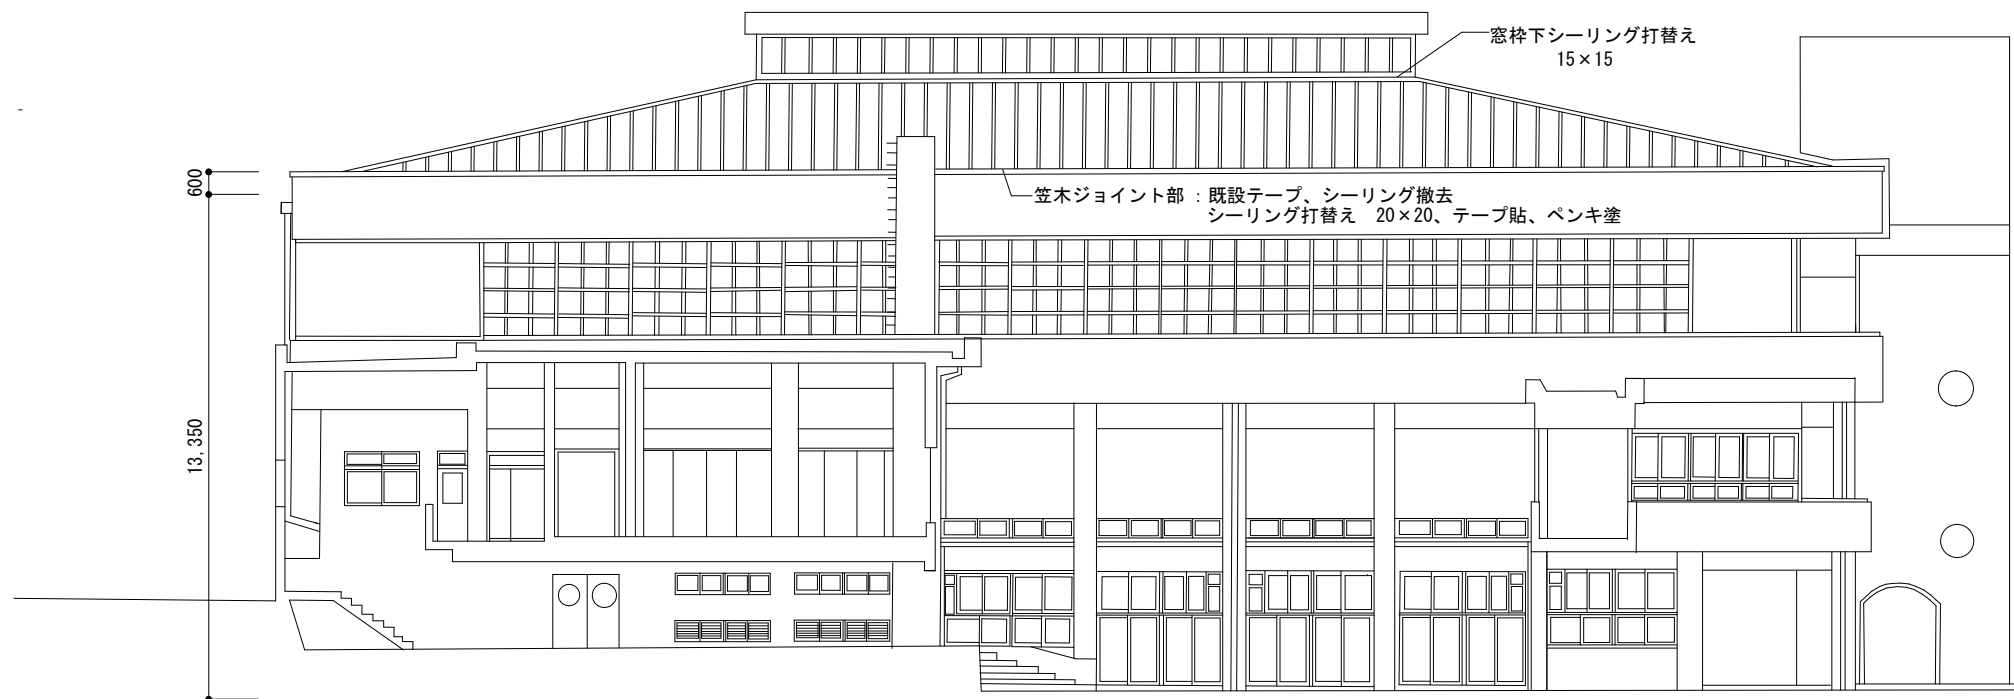 窓枠下シーリング打替え
15×15
600
笠木ジョイント部 : 既設テープ、シーリング撤去
シーリング打替え 20×20、テープ貼、ペンキ塗
13,350